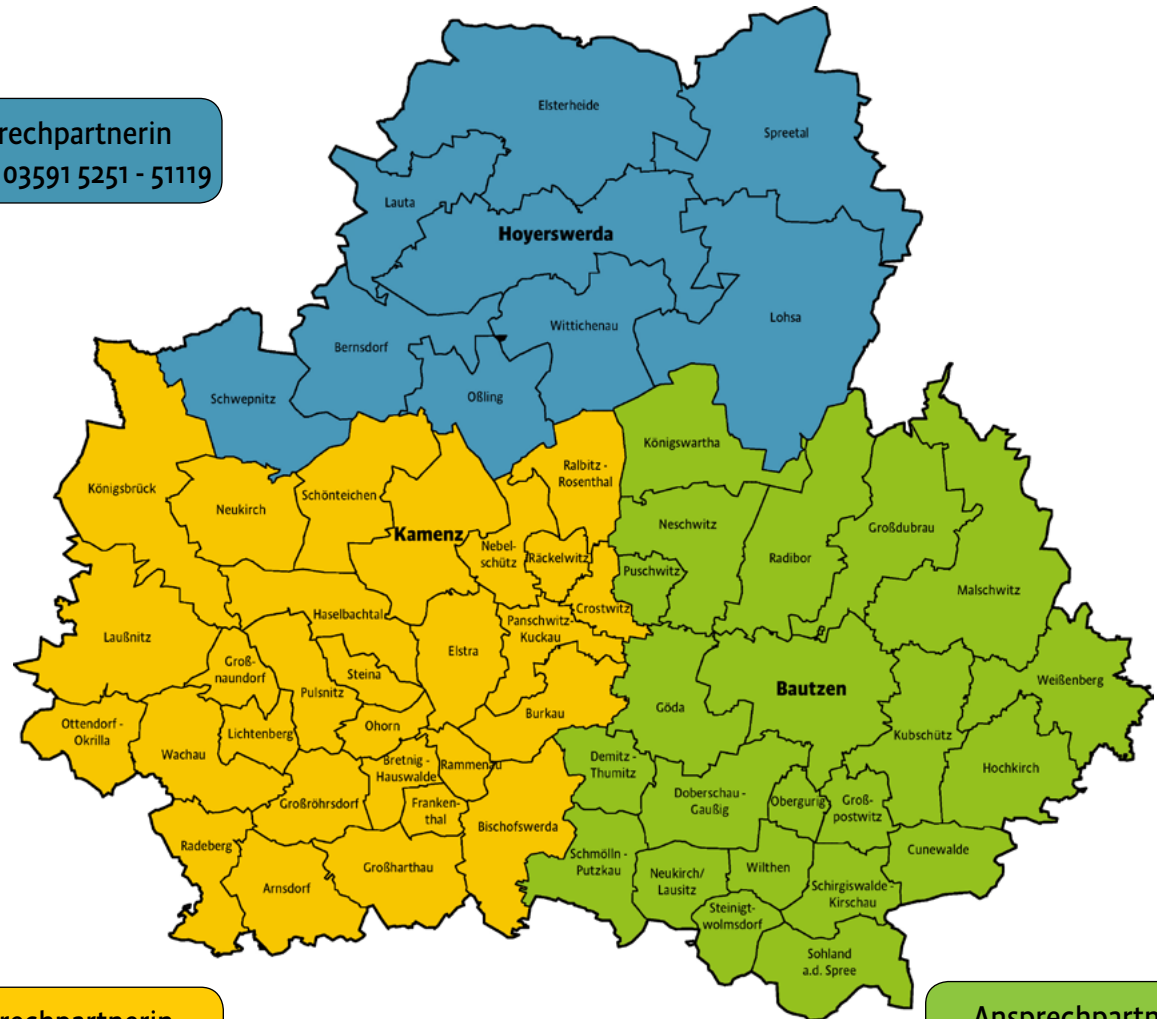 rechpartnerin
03591 5251 - 51119
Elsterheide
Spreetal
Lauta
Hoyerswerda
Lohsa
Wittichenau
Bernsdorf
Oßling
Schwepnitz
Königswartha
Ralbitz -
Rosenthal
Königsbrück
Schönteichen
Neukirch
Kamenz
Neschwitz
Großdubrau
Nebel-
schütz
Räckelwitz
Radibor
Puschwitz
Malschwitz
Haselbachtal
Crostwitz
Panschwitz-
Kuckau
Laußnitz
Elstra
Groß-
naundorf
Steina
Pulsnitz
Weißenberg
Bautzen
Göda
Burkau
Ottendorf -
Okrilla
Ohorn
Lichtenberg
Kubschütz
Wachau
Bretnig -
Hauswalde
Rammenau
Demitz -
Thumitz
Hochkirch
Großröhrsdorf
Franken-
thal
Doberschau -
Gaußig
Obergurig
Groß-
postwitz
Bischofswerda
Radeberg
Cunewalde
Schmölln -
Putzkau
Großharthau
Wilthen
Neukirch/
Lausitz
Arnsdorf
Schirgiswalde -
Kirschau
Steinigt-
wolmsdorf
Sohland
a.d. Spree
rechpartnerin
Ansprechpartn